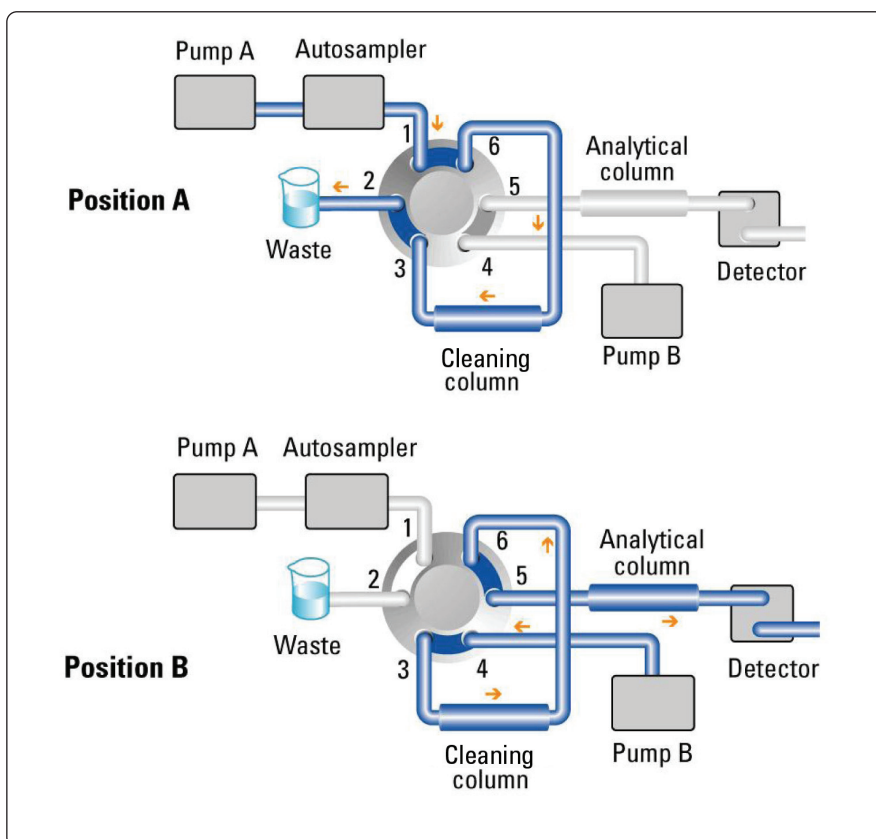 Pump A Autosampler
1
6
Analytical
column
Position A
2
5
Waste
3
4
Detector
Cleaning
column
Pump B
Pump A Autosampler
1
6
Analytical
column
2
5
Waste
Position B
3
4
Detector
Cleaning
column
Pump B